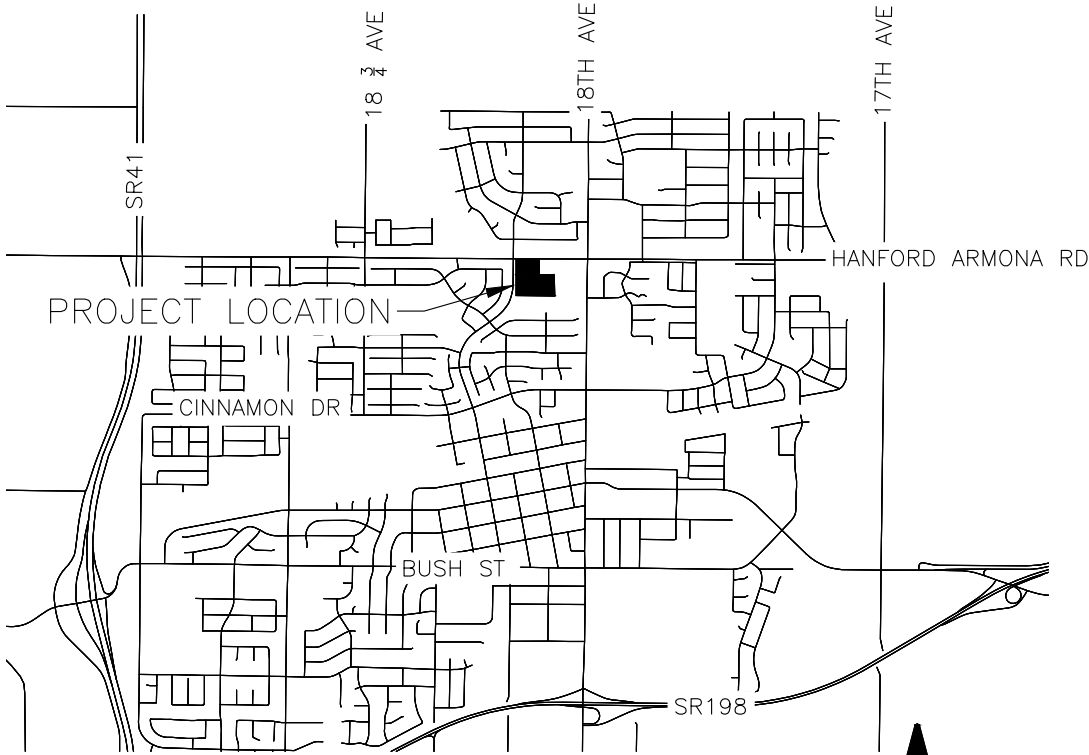 18 ¾ AVE
18TH AVE
17TH AVE
SR41
HANFORD ARMONA RD
PROJECT LOCATION
CINNAMON DR
BUSH ST
SR198